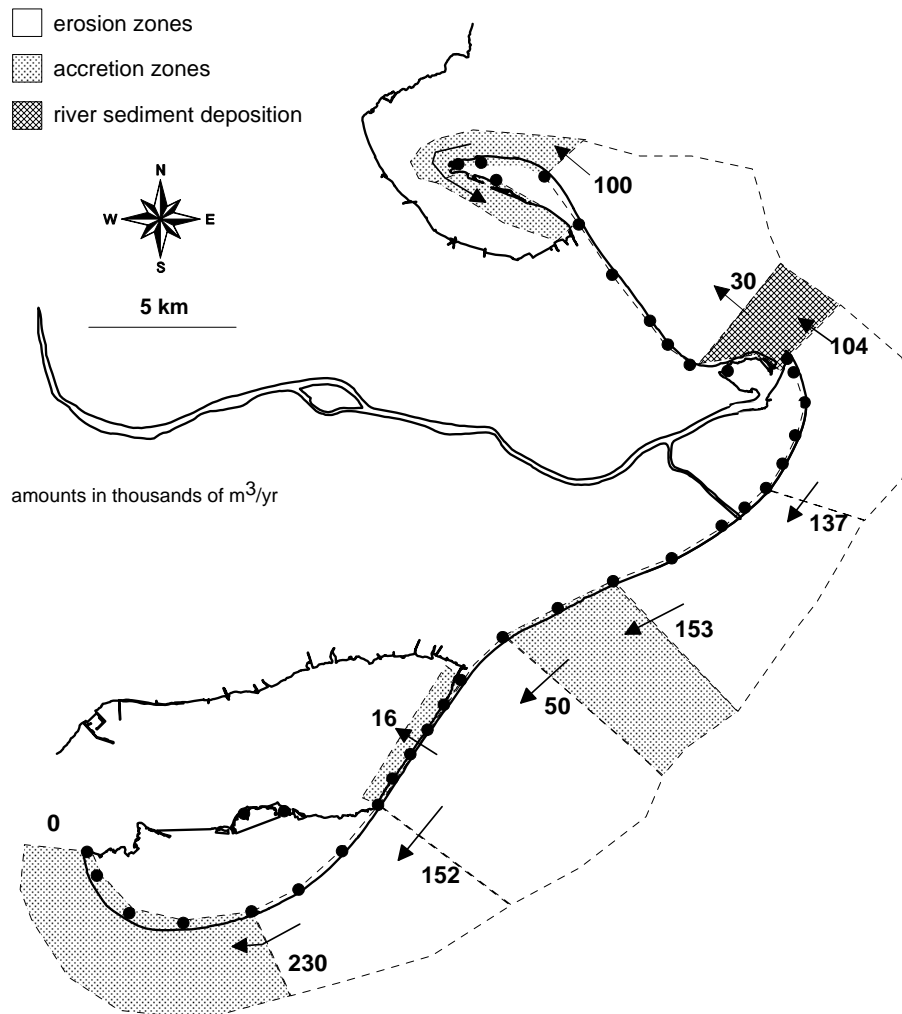 erosion zones
accretion zones
river sediment deposition
N
W E
S
5 km
100
30
104
amounts in thousands of m3/yr
137
153
50
16
0
152
230